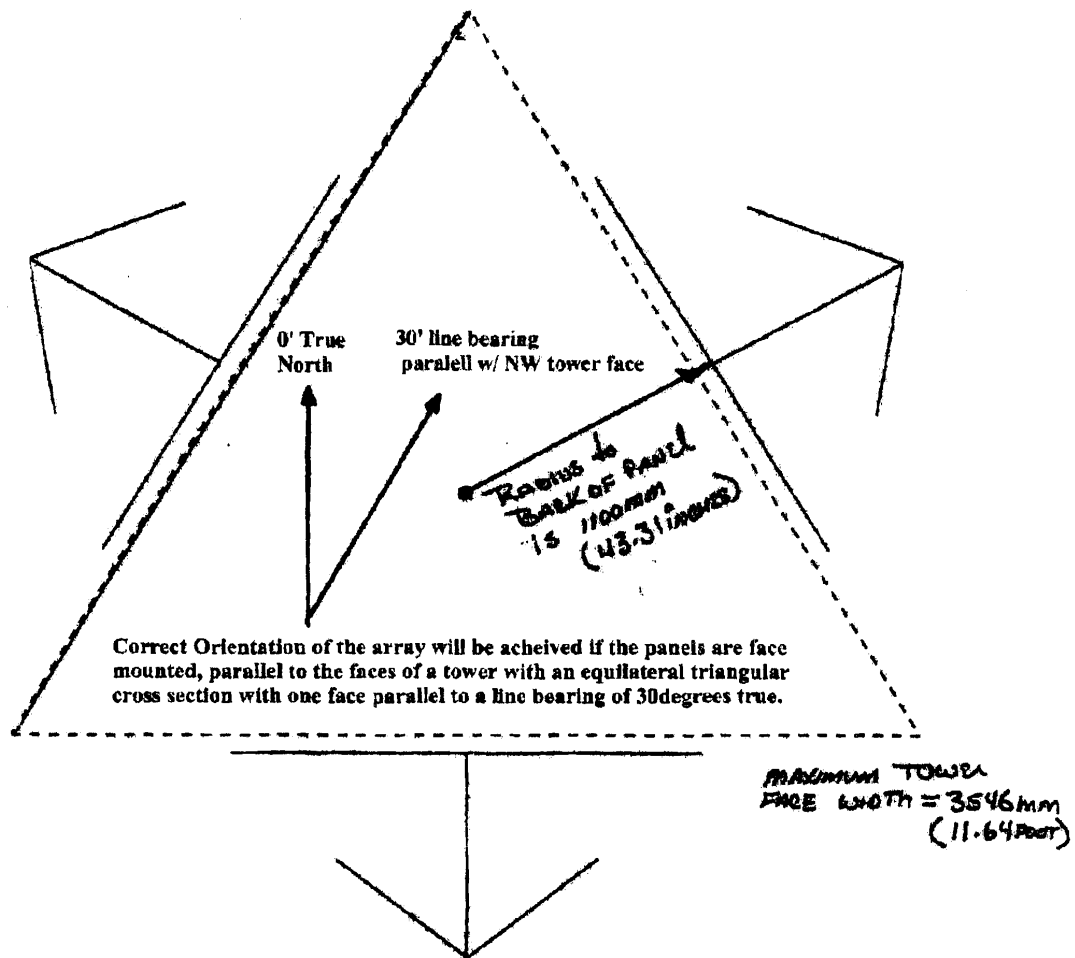 0' True
North
30' line bearing
paralell w/ NW tower face
RADIUS to
BACK OF PANEL
IS 1100mm
(43.31 inches)
Correct Orientation of the array will be acheived if the panels are face
mounted, parallel to the faces of a tower with an equilateral triangular
cross section with one face parallel to a line bearing of 30degrees true.
MAXIMUM TOWER
FACE WIDTH = 3546mm
(11.64 FOOT)